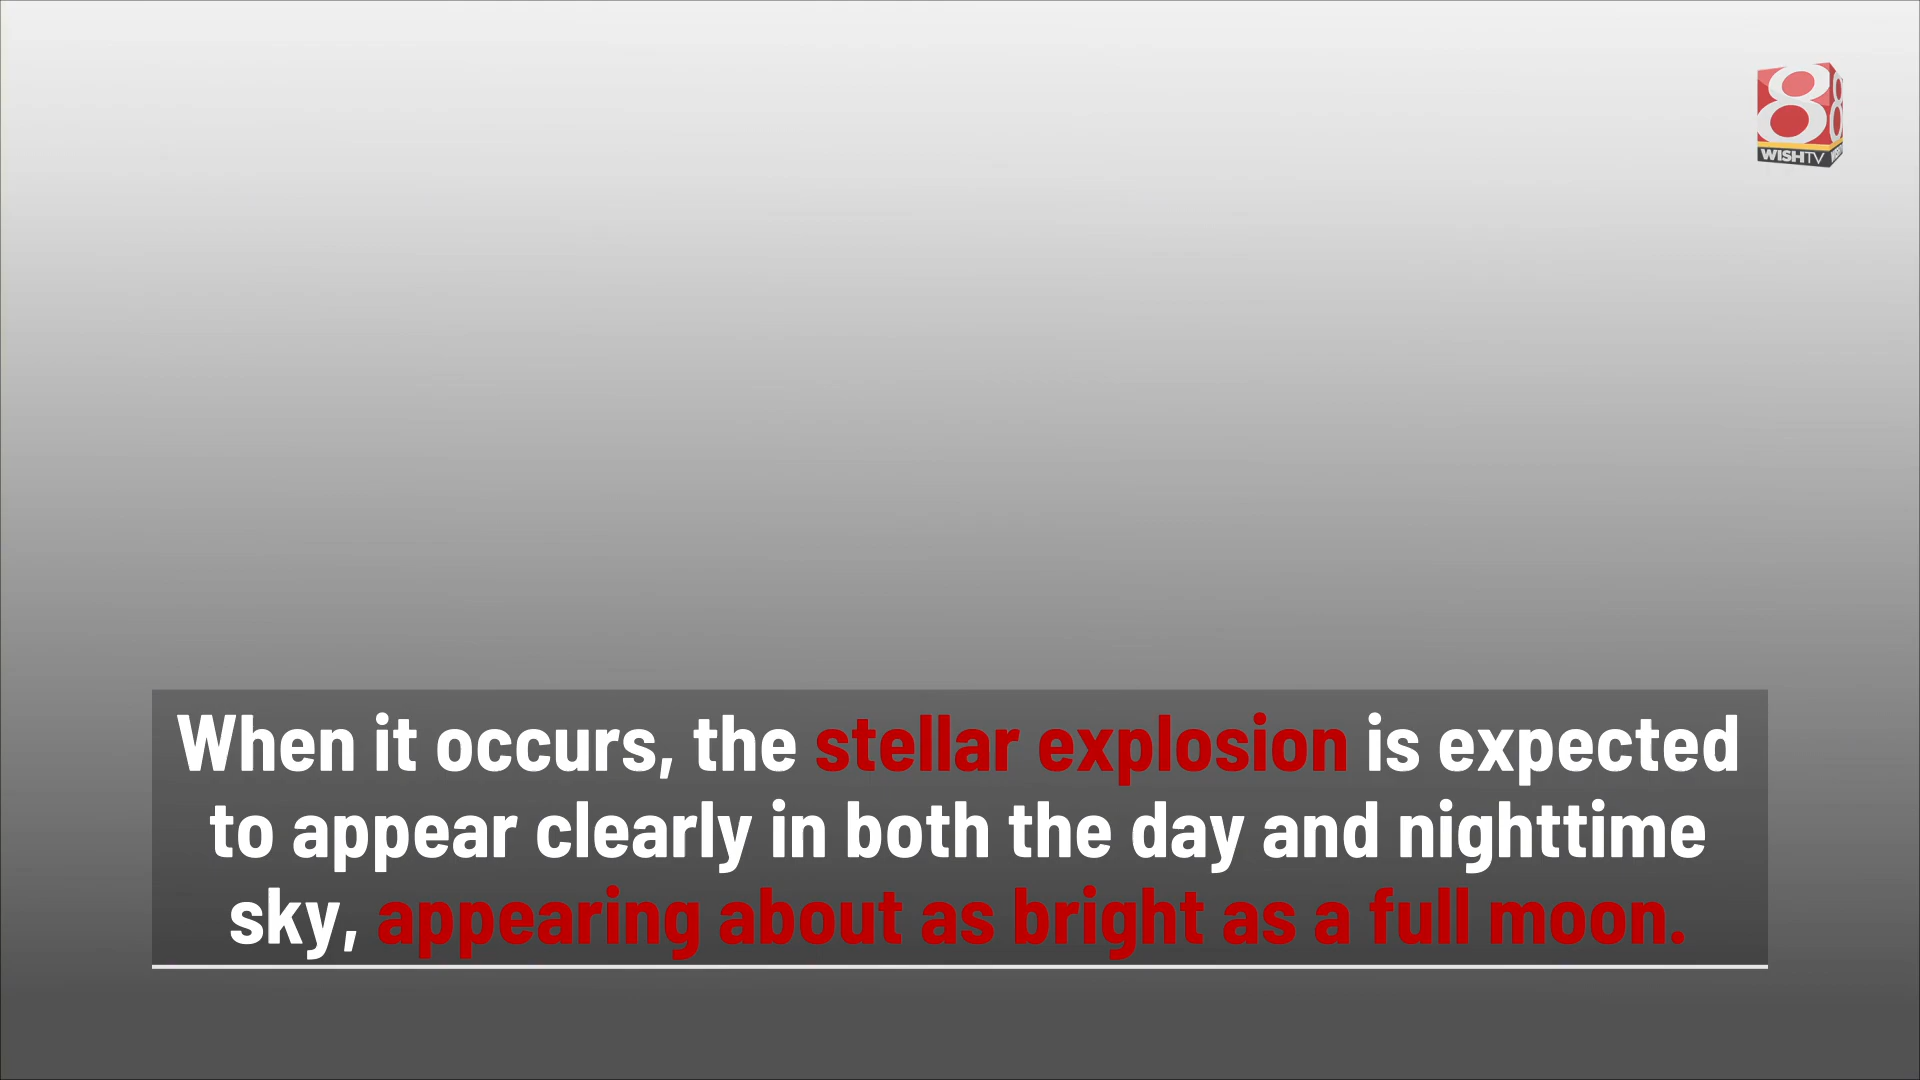 8
WISHTV
When it occurs, the stellar explosion is expected
to appear clearly in both the day and nighttime
sky, appearing about as bright as a full moon.